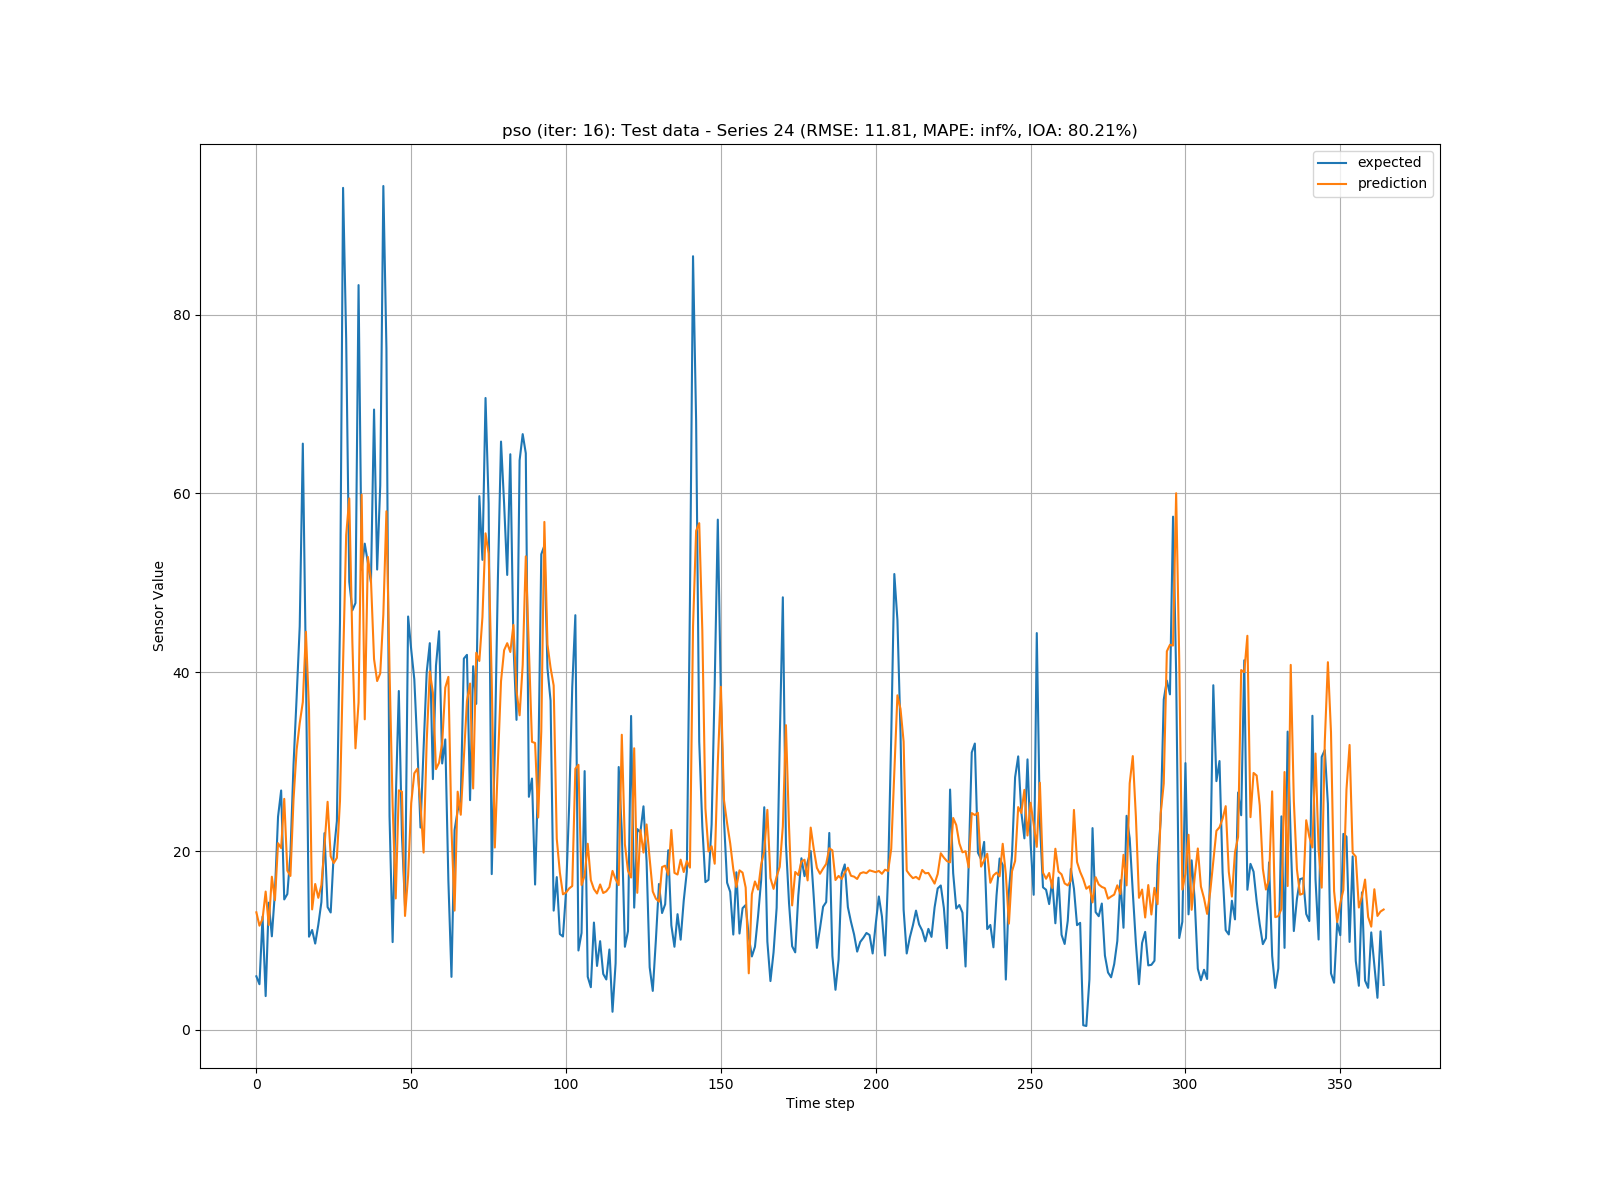 pso (iter: 16): Test data - Series 24 (RMSE: 11.81, MAPE: inf%, IOA: 80.21%)
expected
prediction
80
60
40
20
0
Sensor Value
0 50 100 150 200 250 300 350
Time step